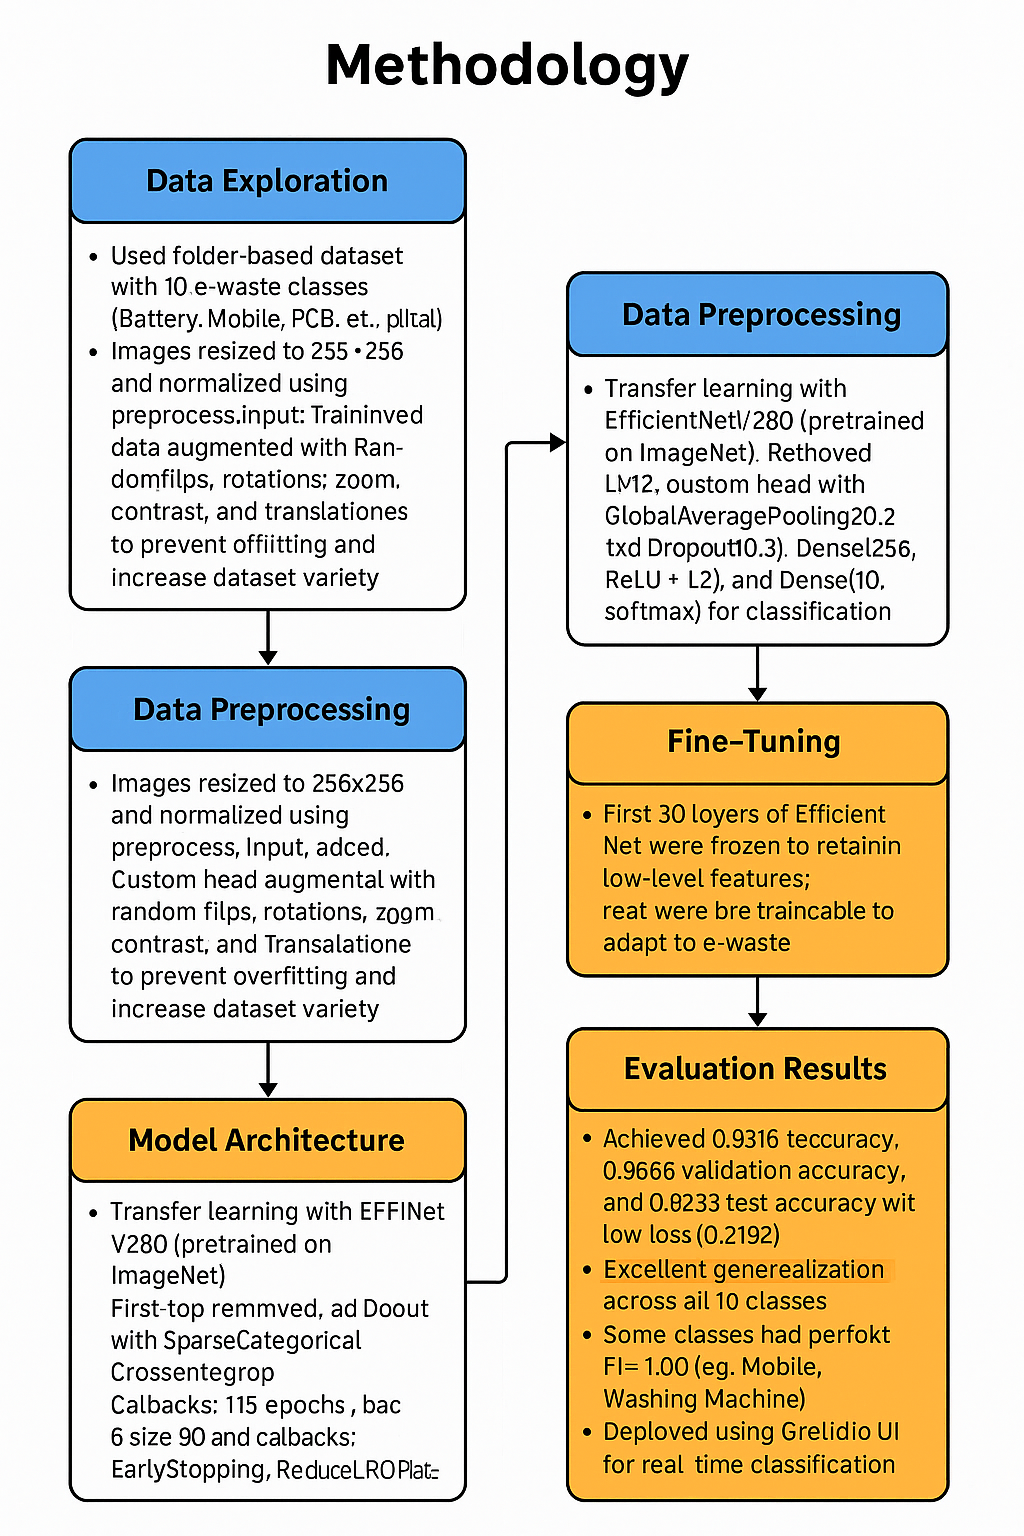 Methodology
Data Exploration
• Used folder-based dataset
with 10 e-waste classes
(Battery. Mobile, PCB. et.,
• Images resized to 255・256
and normalized using
preprocess.input: Traininved
data augmented with Ran-
domfilps, rotations; zoom,
contrast, and translationes
to prevent offiitting and
increase dataset variety
Data Preprocessing
• Images resized to 256x256
and normalized using
preprocess, Input, adced.
Custom head augmental with
random filps, rotations, zogm
contrast, and Transalatione
to prevent overfitting and
increase dataset variety
Model Architecture
• Transfer learning with EFFINet
V280 (pretrained on
ImageNet)
First-top remmved, ad Doout
with SparseCategorical
Crossentegrop
Calbacks: 115 epochs , bac
6 size 90 and calbacks:
EarlyStopping, ReduceLROPlat
Data Preprocessing
• Transfer learning with
EfficientNetV/280 (pretrained
on ImageNet). Rethoved
LM12, oustom head with
GlobalAveragePooling20.2
txd Dropout10.3). Densel256,
ReLU + L2), and Dense(10,
softmax) for classification
Fine-Tuning
• First 30 loyers of Efficient
Net were frozen to retainin
low-level features;
reat were bre traincable to
adapt to e-waste
Evaluation Results
• Achieved 0.9316 teccuracy,
0.9666 validation accuracy,
and 0.8233 test accuracy wit
low loss (0.2192)
• Excellent generealization
across ail 10 classes
• Some classes had perfokt
FI= 1.00 (eg. Mobile,
Washing Machine)
• Deploved using Grelidio UI
for real time classification